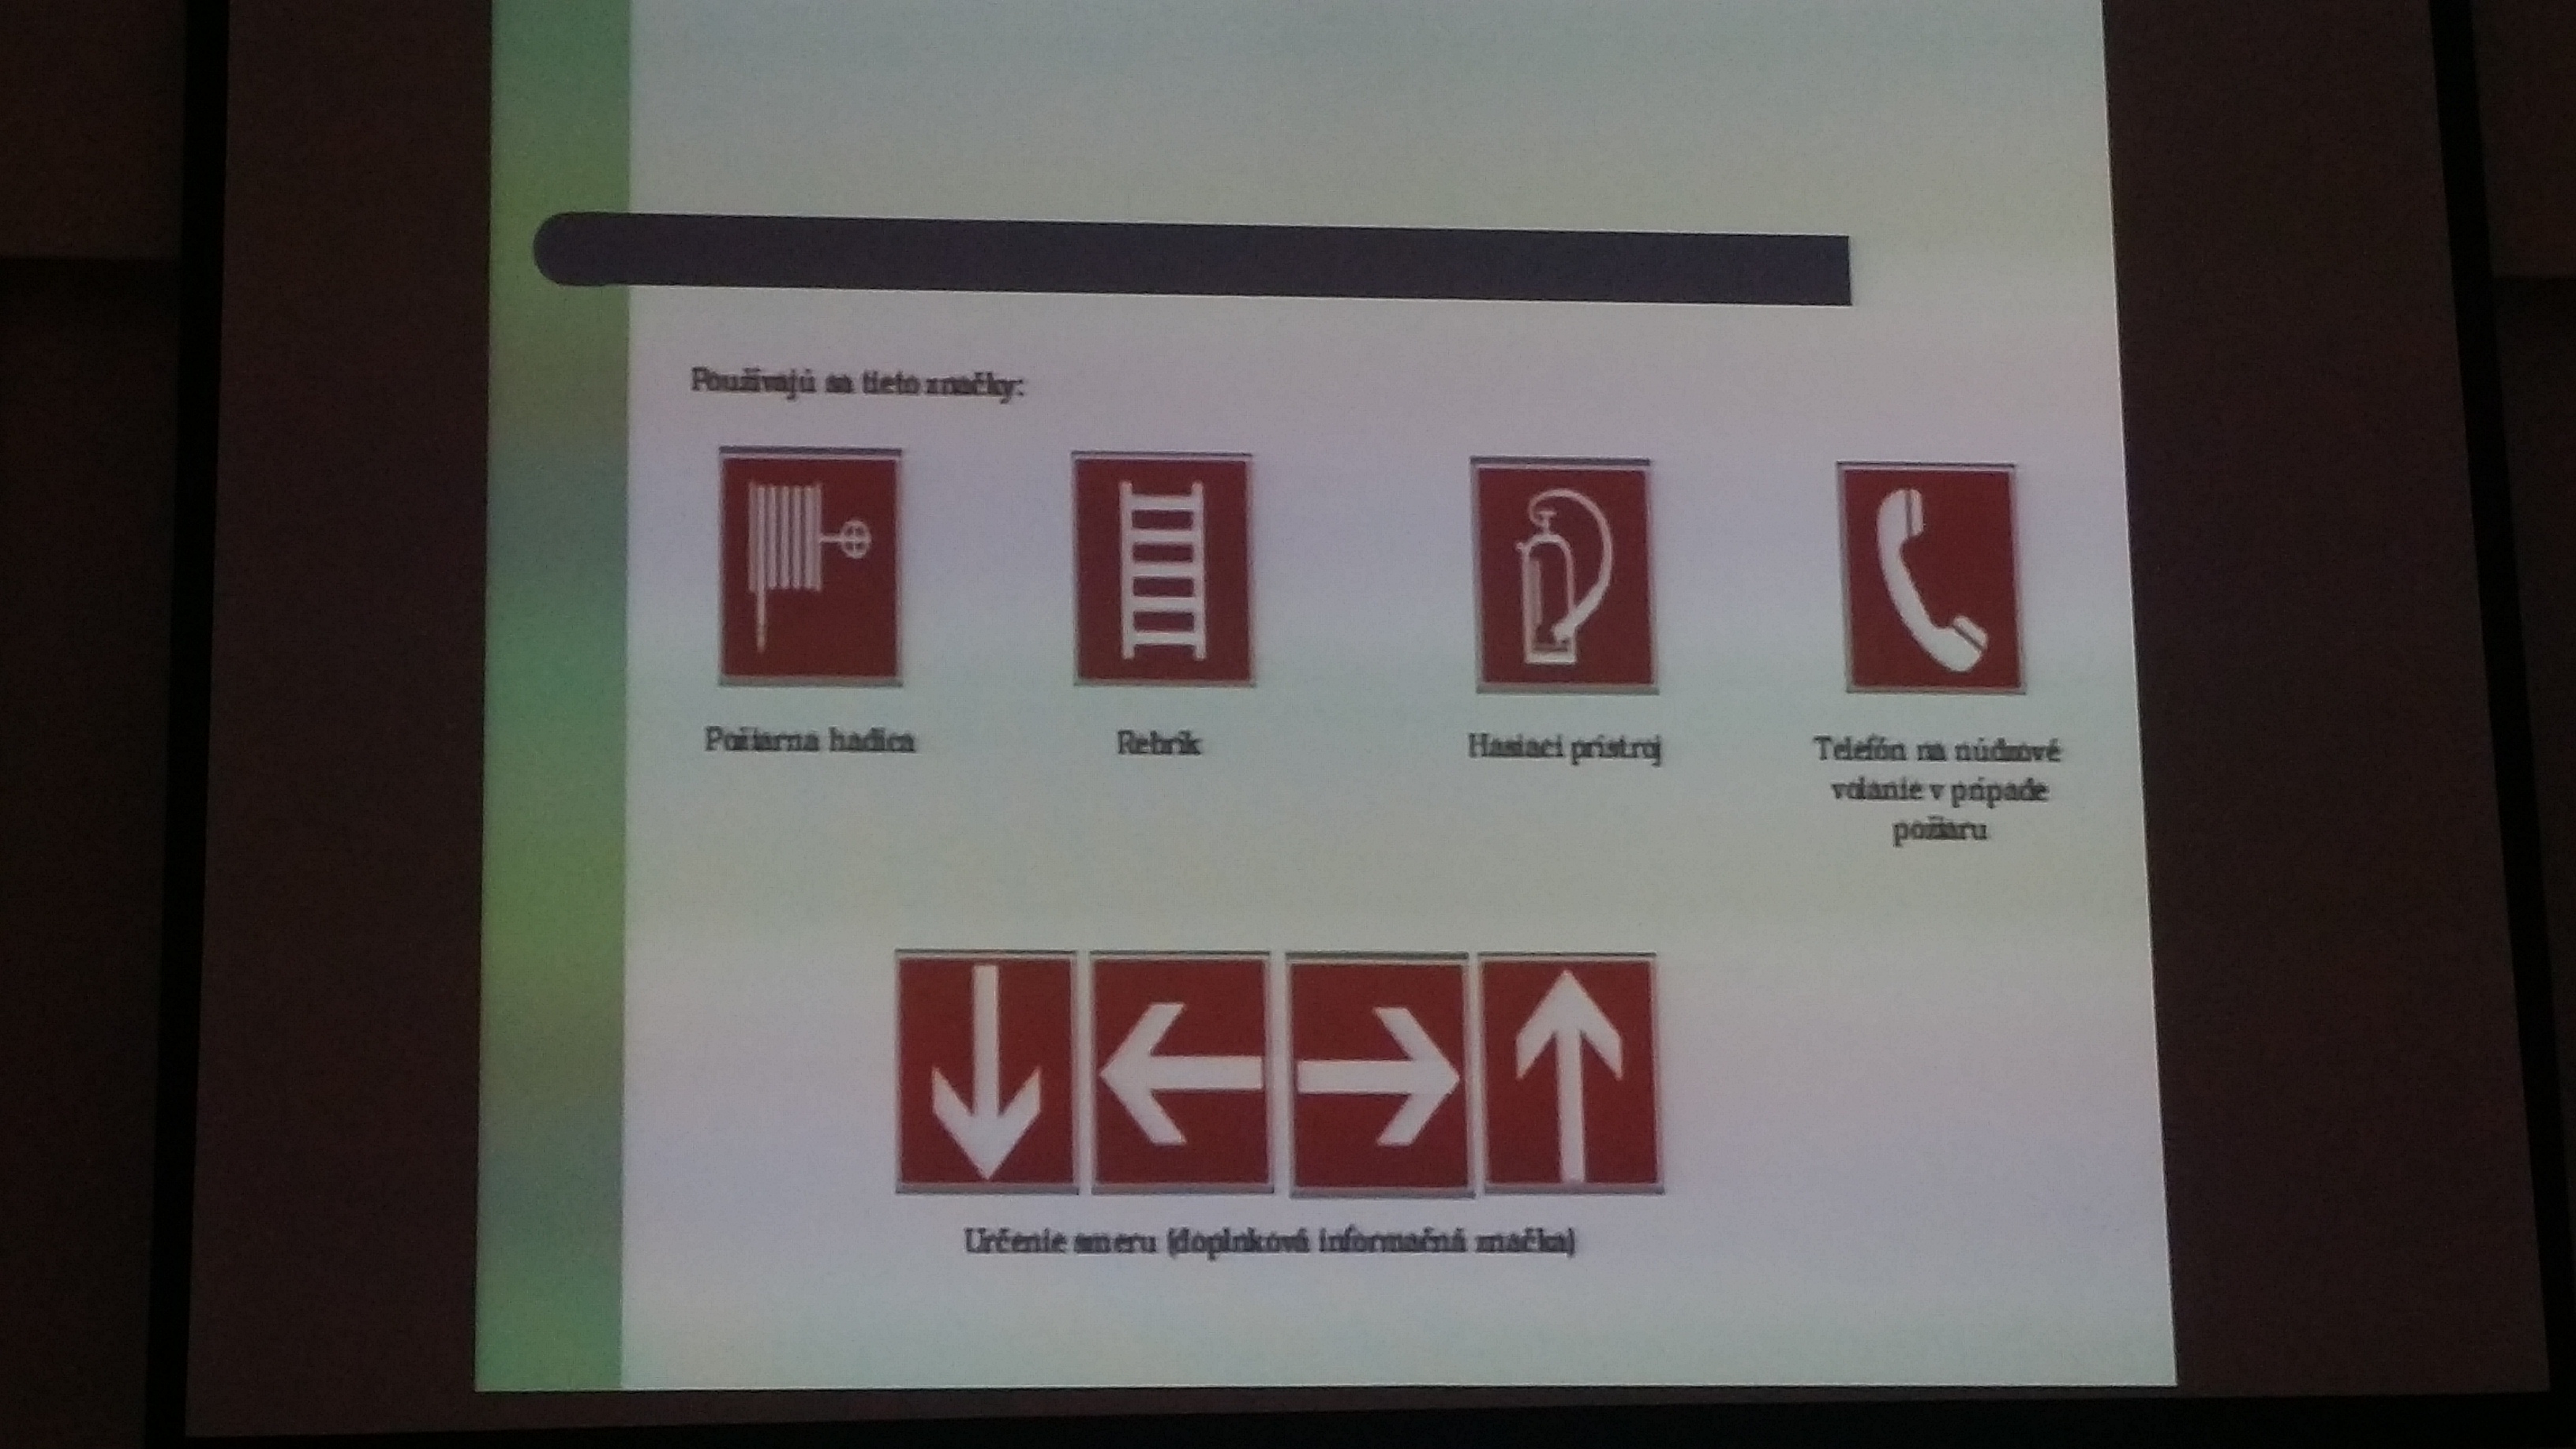 Používajú sa tieto značky:
Požiarna hadica
Rebrík
Hasiaci prístroj
Telefón na núdzové
volanie v prípade
požiaru
Určenie smeru (doplnková informačná značka)